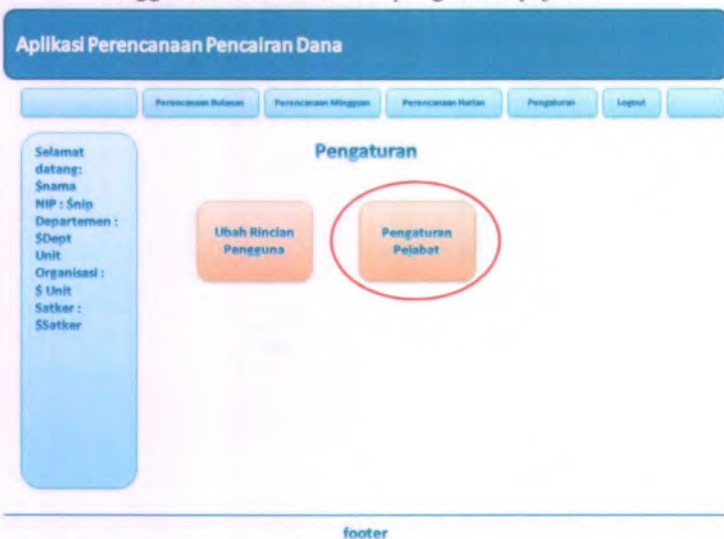 Aplikasi Perencanaan Pencairan Dana
Perencanaan Bulanan Perencanaan Mingguan Perencanaan Harian Pengaturan Logout
Selamat
datang:
$nama
NIP : $nip
Departemen :
$Dept
Unit
Organisasi :
$ Unit
Satker :
$Satker
Pengaturan
Ubah Rincian
Pengguna
Pengaturan
Pejabat
footer